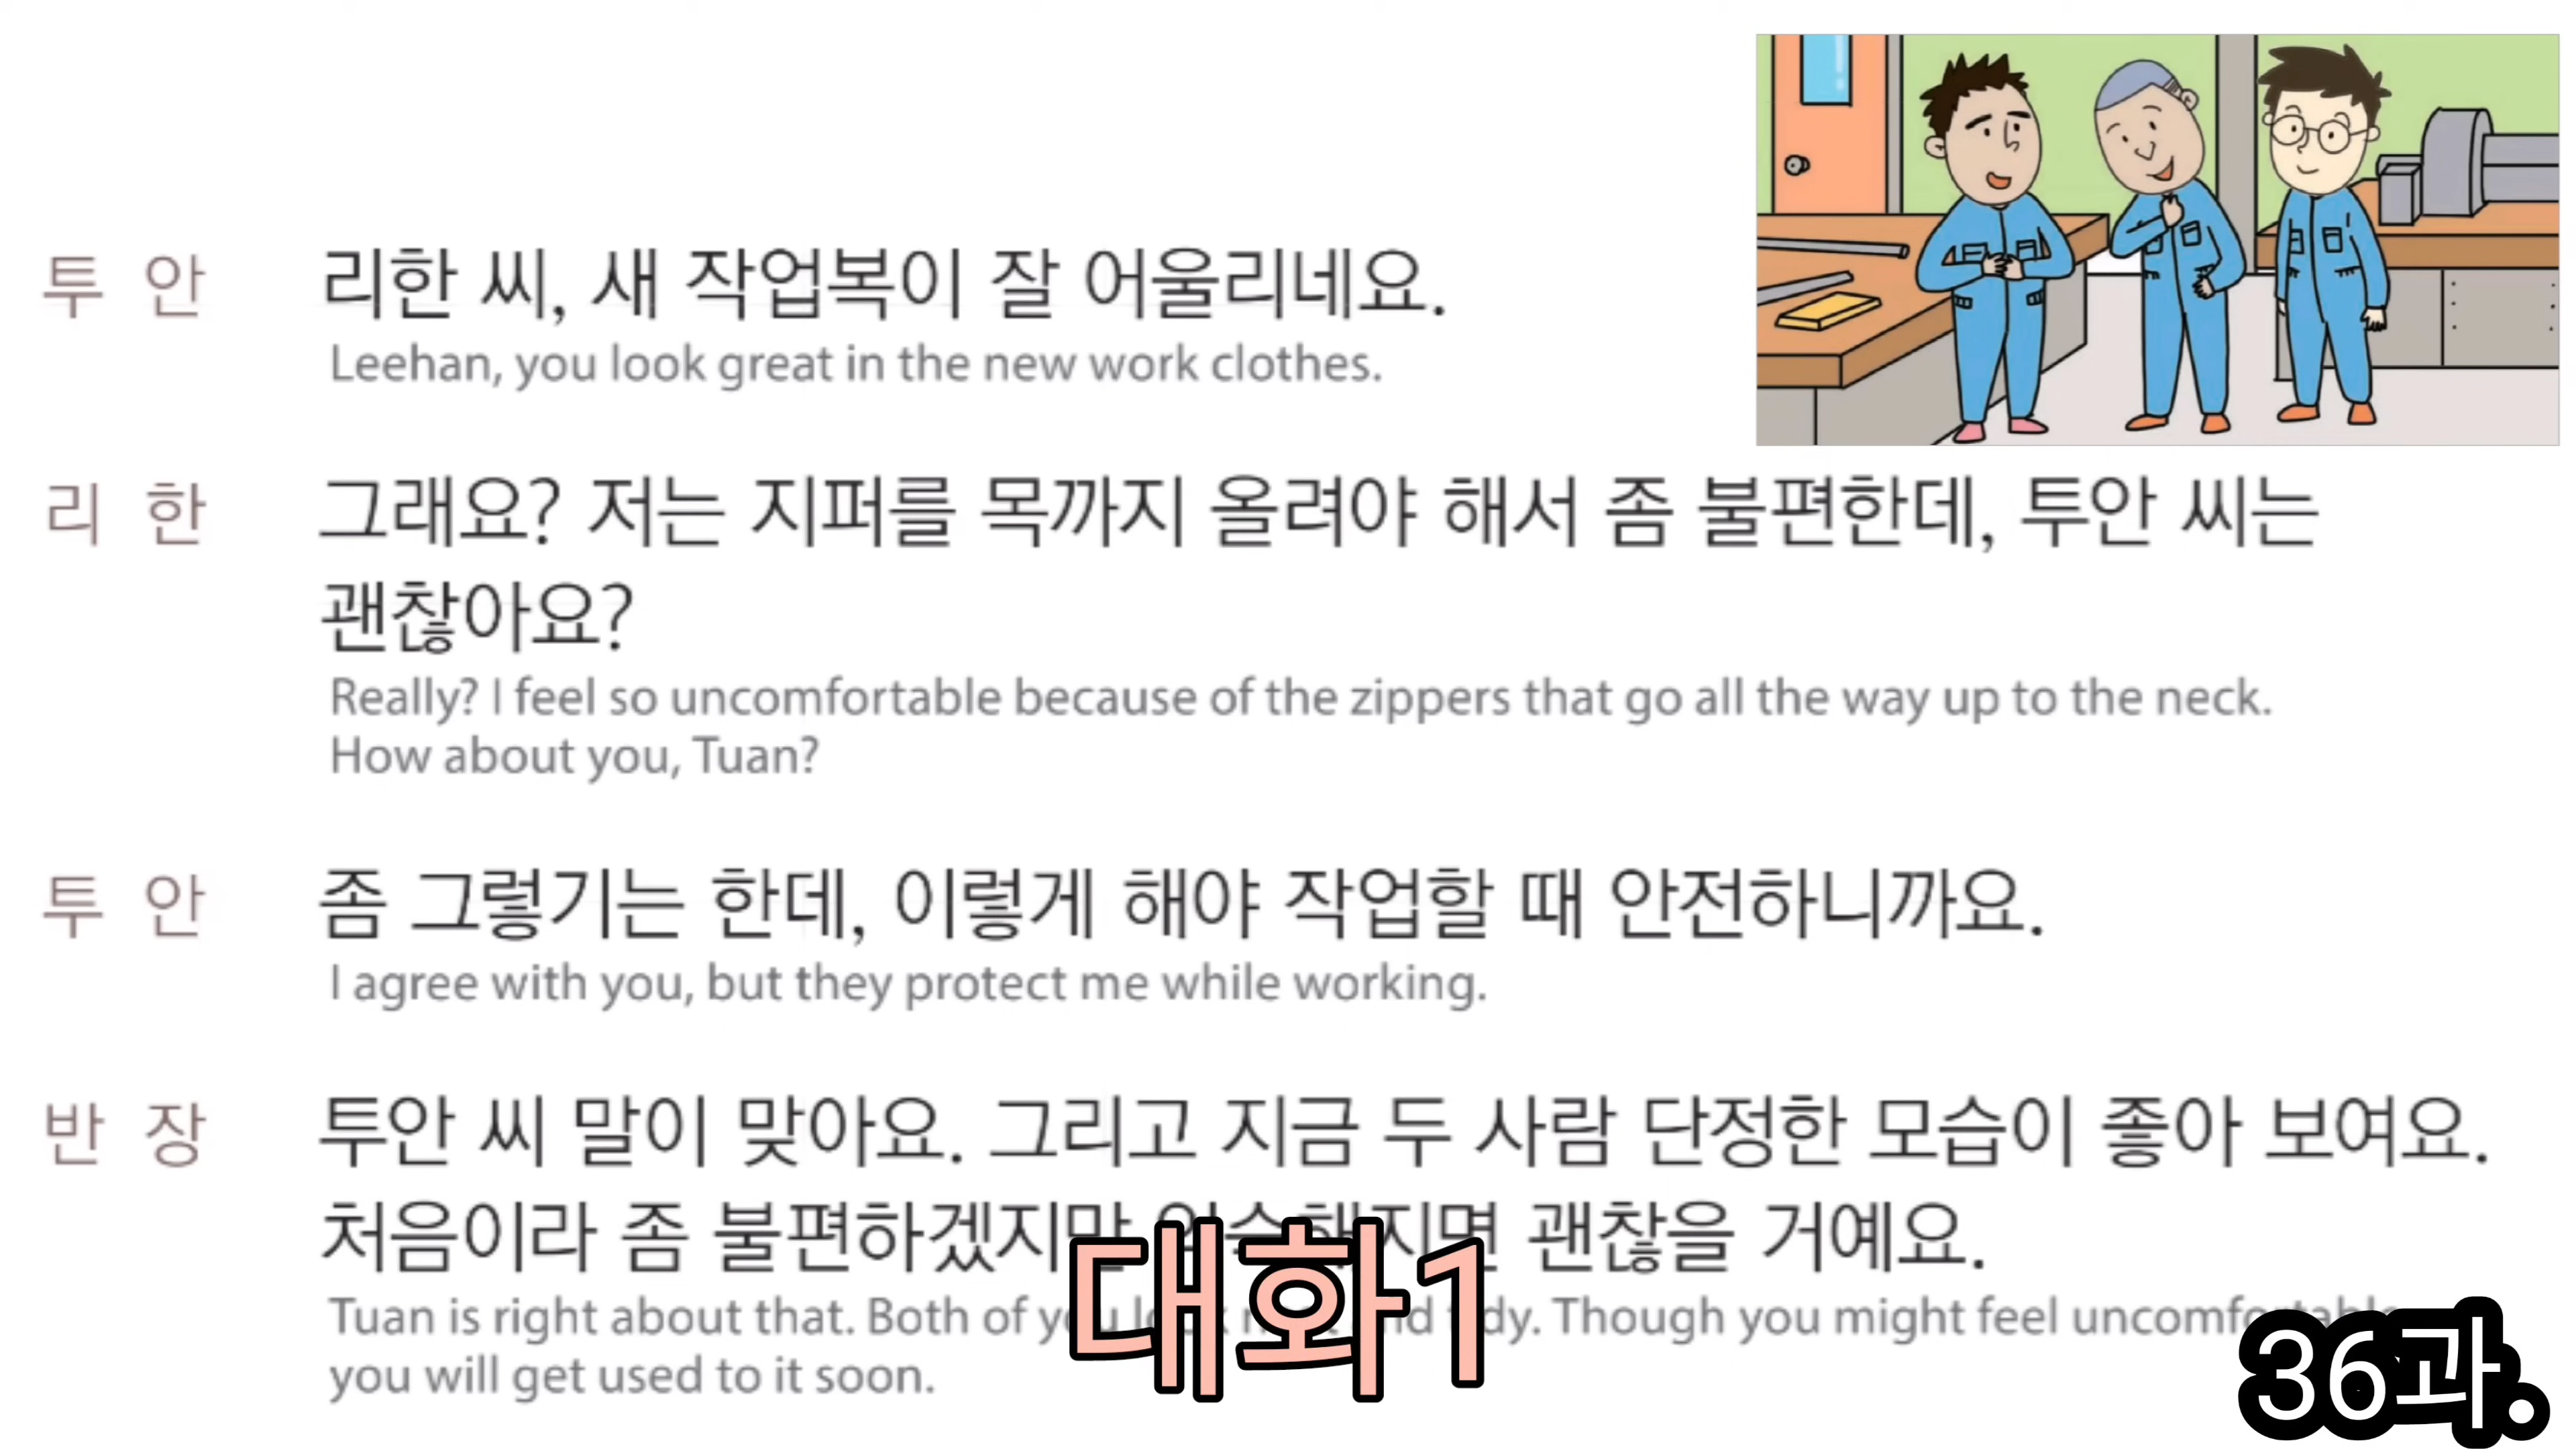 투안 리한 씨, 새 작업복이 잘 어울리네요.
Leehan, you look great in the new work clothes.
리한 그래요? 저는 지퍼를 목까지 올려야 해서 좀 불편한데, 투안 씨는
괜찮아요?
Really? I feel so uncomfortable because of the zippers that go all the way up to the neck.
How about you, Tuan?
투안 좀 그렇기는 한데, 이렇게 해야 작업할 때 안전하니까요.
I agree with you, but they protect me while working.
반장 투안 씨 말이 맞아요. 그리고 지금 두 사람 단정한 모습이 좋아 보여요.
처음이라 좀 불편하겠지만 괜찮을 거예요.
Tuan is right about that. Both of you Though you might feel
you will get used to it soon.
대화1
36과.